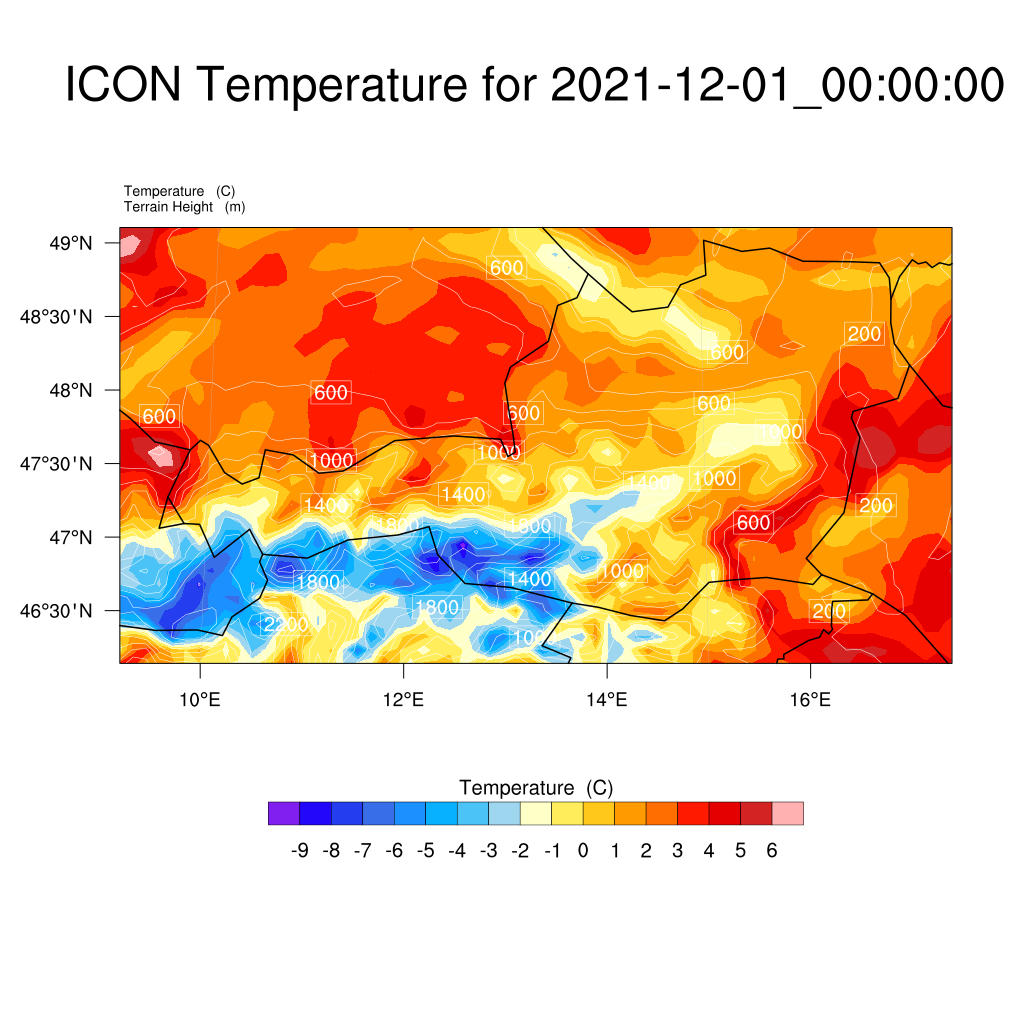 ICON Temperature for 2021-12-01_00:00:00
Temperature (C)
Terrain Height (m)
49°N
600
48°30'N
200
600
48°N
600
600
600
600
1000
47°30'N
1000
1000
1000
1400
1400
1400
200
1800
1800
600
47°N
1000
1800
1400
1800
46°30'N
200
2200
1000
10°E 12°E 14°E 16°E
Temperature (C)
-9 -8 -7 -6 -5 -4 -3 -2 -1 0 1 2 3 4 5 6